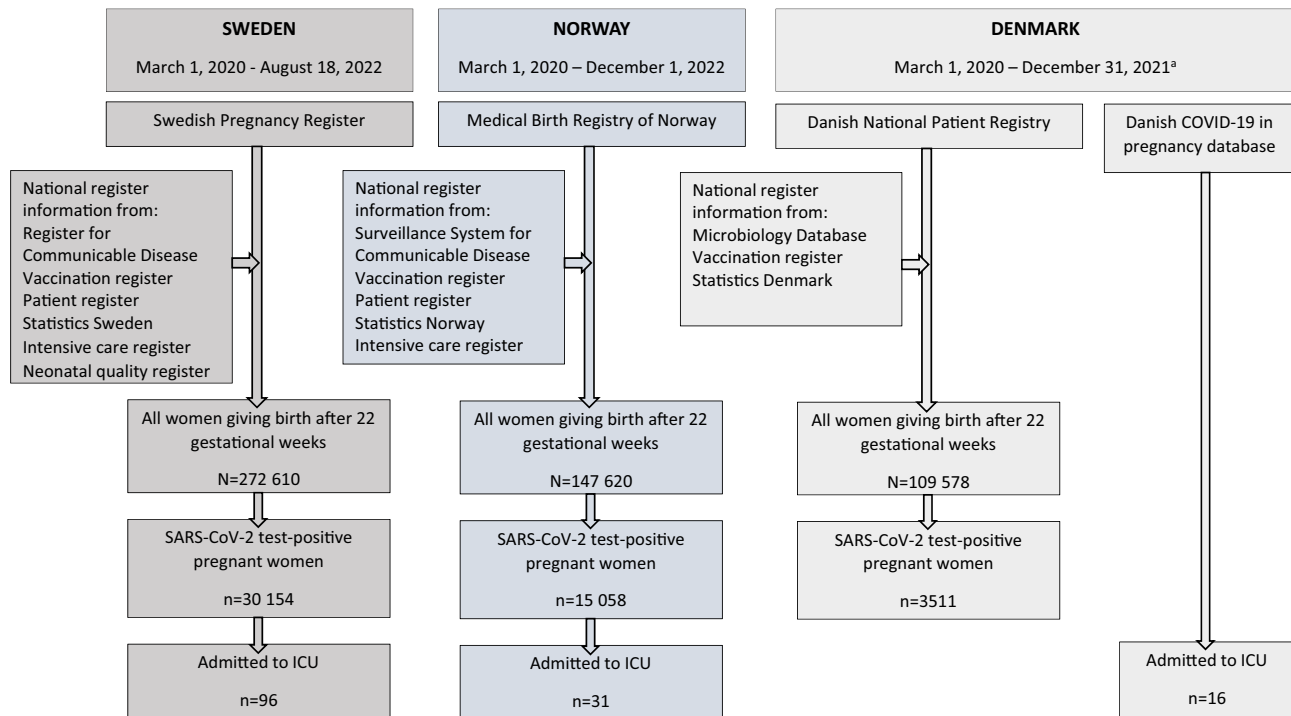 SWEDEN
March 1, 2020 - August 18, 2022
Swedish Pregnancy Register
National register
information from:
Register for
Communicable Disease
Vaccination register
Patient register
Statistics Sweden
Intensive care register
Neonatal quality register
All women giving birth after 22
gestational weeks
N=272 610
SARS-CoV-2 test-positive
pregnant women
n=30 154
Admitted to ICU
n=96
NORWAY
March 1, 2020 – December 1, 2022
Medical Birth Registry of Norway
National register
information from:
Surveillance System for
Communicable Disease
Vaccination register
Patient register
Statistics Norway
Intensive care register
All women giving birth after 22
gestational weeks
N=147 620
SARS-CoV-2 test-positive
pregnant women
n=15 058
Admitted to ICU
n=31
DENMARK
March 1, 2020 – December 31, 2021ᵃ
Danish National Patient Registry
National register
information from:
Microbiology Database
Vaccination register
Statistics Denmark
All women giving birth after 22
gestational weeks
N=109 578
SARS-CoV-2 test-positive
pregnant women
n=3511
Danish COVID-19 in
pregnancy database
Admitted to ICU
n=16